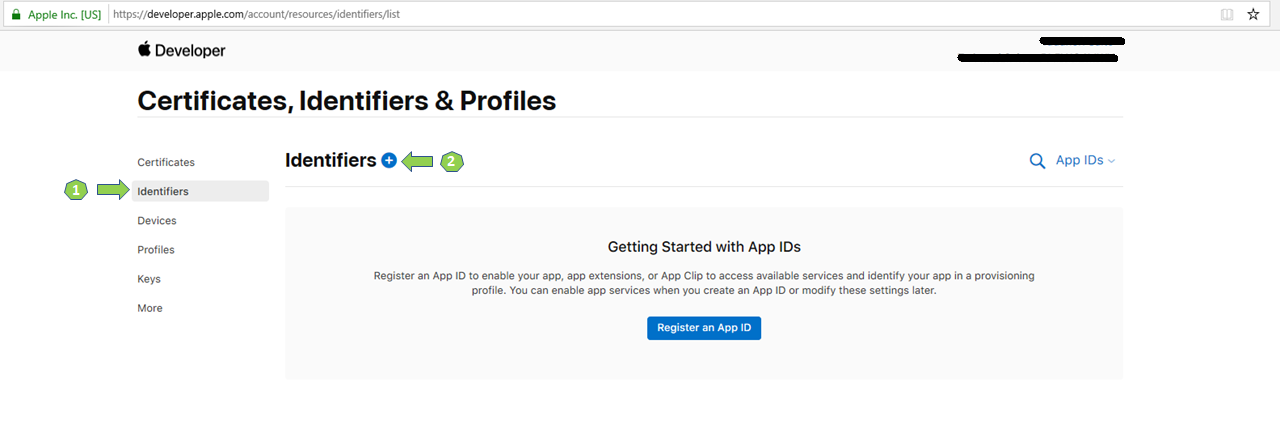 Apple Inc. [US] https://developer.apple.com/account/resources/identifiers/list
Developer
Certificates, Identifiers & Profiles
Certificates
Identifiers
Devices
Profiles
Keys
More
1
Identifiers
2
App IDs
Getting Started with App IDs
Register an App ID to enable your app, app extensions, or App Clip to access available services and identify your app in a provisioning
profile. You can enable app services when you create an App ID or modify these settings later.
Register an App ID